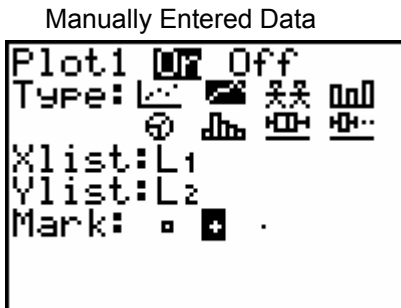 Manually Entered Data
Plot1 On Off
Type:
Xlist:L1
Ylist:L2
Mark: